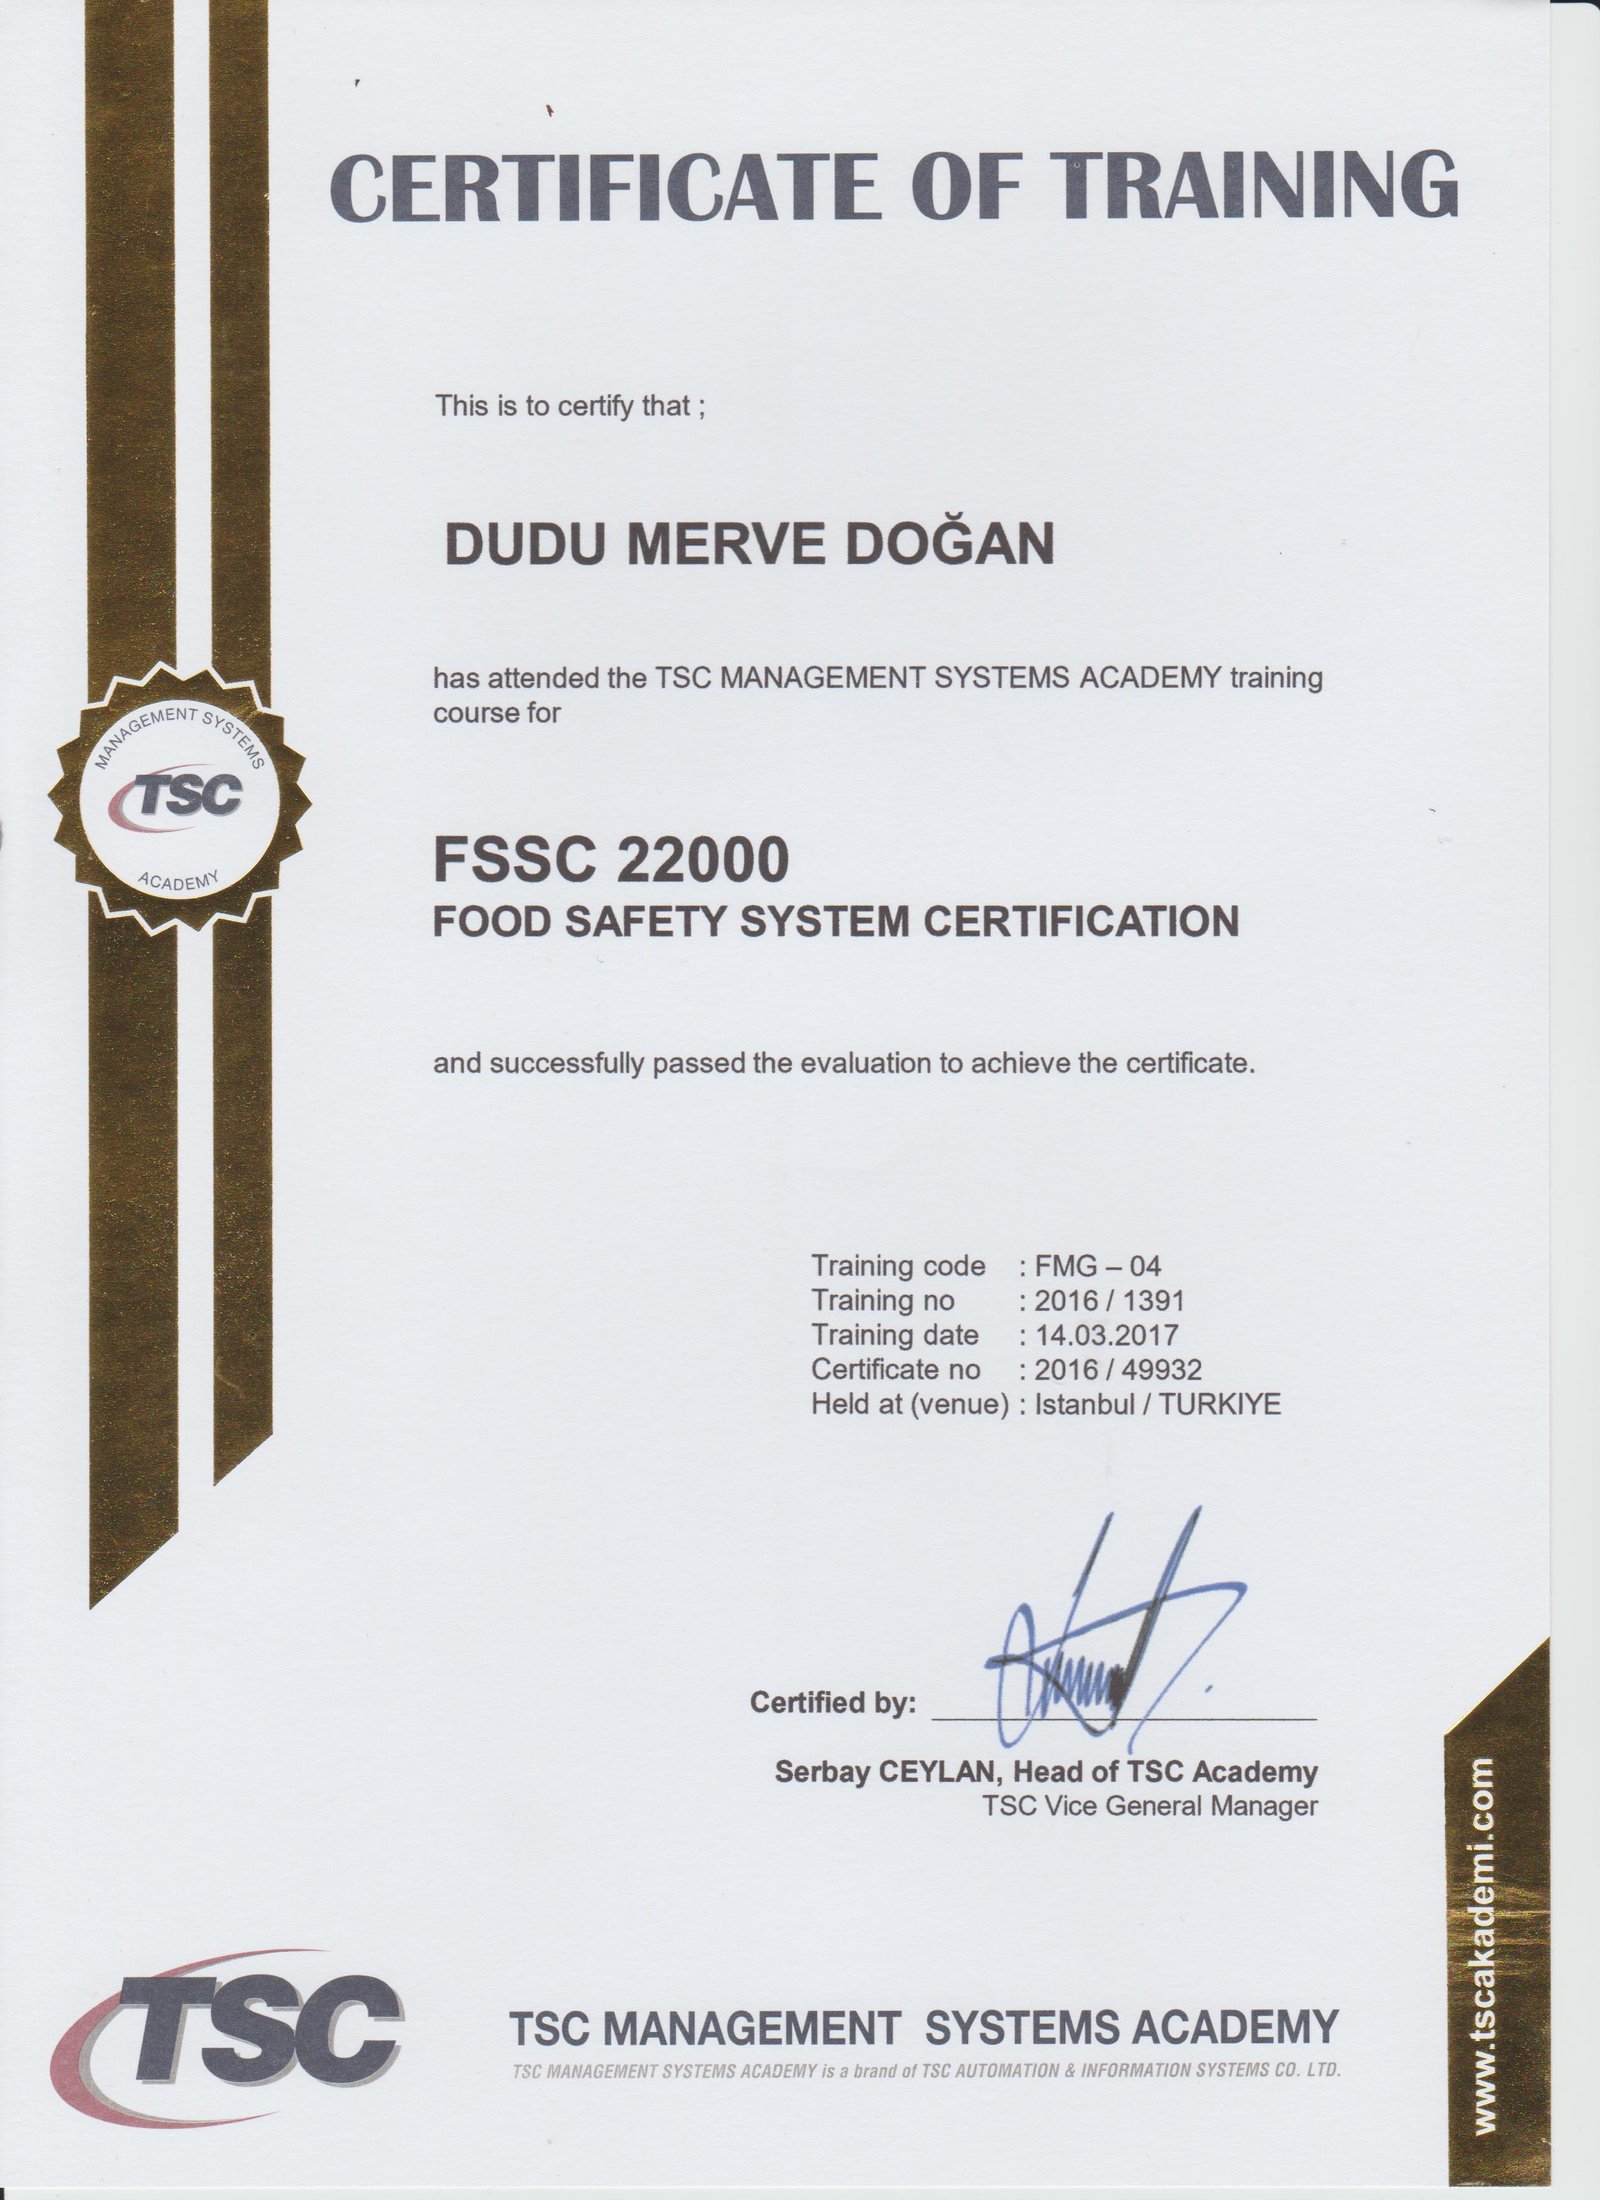 CERTIFICATE OF TRAINING
This is to certify that ;
DUDU MERVE DOĞAN
has attended the TSC MANAGEMENT SYSTEMS ACADEMY training
course for
MANAGEMENT SYSTEMS
TSC
ACADEMY
FSSC 22000
FOOD SAFETY SYSTEM CERTIFICATION
and successfully passed the evaluation to achieve the certificate.
Training code : FMG – 04
Training no : 2016 / 1391
Training date : 14.03.2017
Certificate no : 2016 / 49932
Held at (venue) : Istanbul / TURKIYE
Certified by:
Serbay CEYLAN, Head of TSC Academy
TSC Vice General Manager
www.tscakademi.com
TSC
TSC MANAGEMENT SYSTEMS ACADEMY
TSC MANAGEMENT SYSTEMS ACADEMY is a brand of TSC AUTOMATION & INFORMATION SYSTEMS CO. LTD.